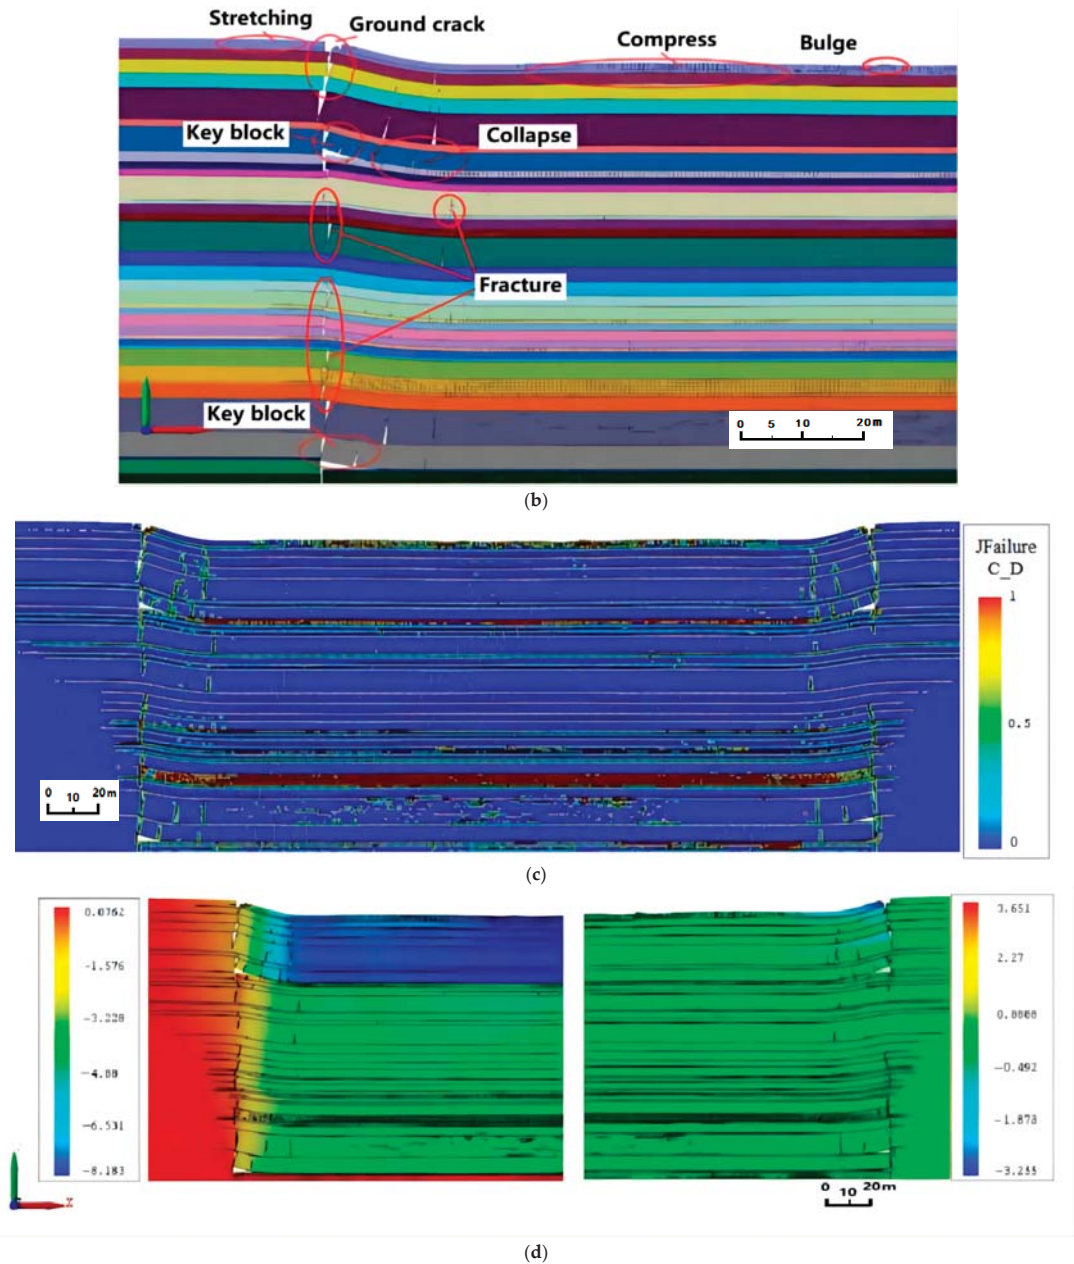 Stretching
Ground crack
Compress
Bulge
Key block
Collapse
Fracture
Key block
0 5 10 20m
(b)
JFailure
C_D
1
0.5
0
0 10 20m
(c)
0.0762
-1.576
-3.220
-4.88
-6.531
-8.183
3.651
2.27
0.8888
-0.492
-1.873
-3.255
X
0 10 20m
(d)